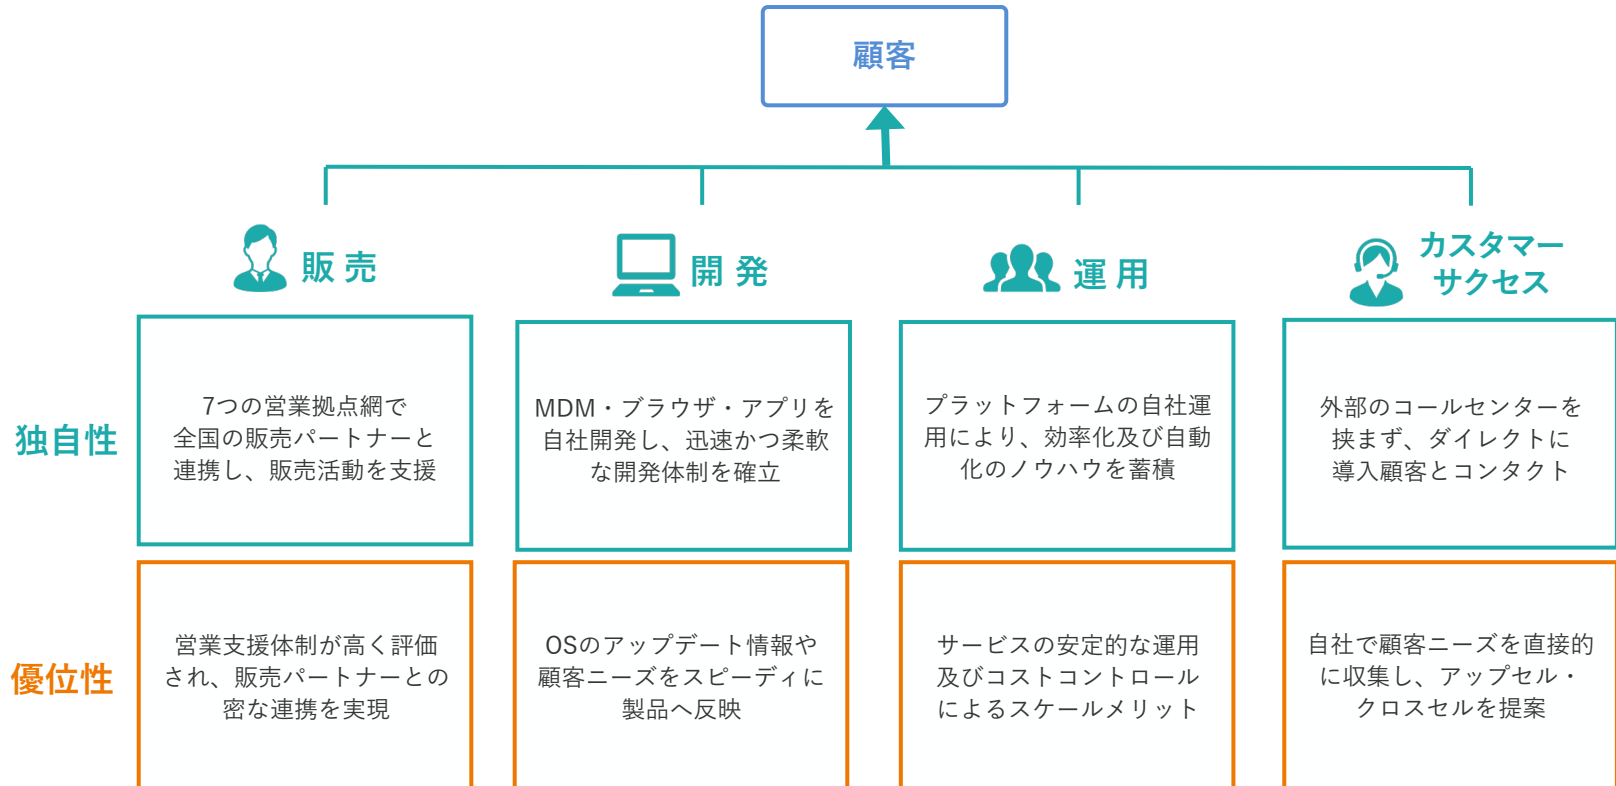 顧客
販売
開発
運用
カスタマー
サクセス
独自性
7つの営業拠点網で
全国の販売パートナーと
連携し、販売活動を支援
MDM・ブラウザ・アプリを
自社開発し、迅速かつ柔軟
な開発体制を確立
プラットフォームの自社運
用により、効率化及び自動
化のノウハウを蓄積
外部のコールセンターを
挟まず、ダイレクトに
導入顧客とコンタクト
優位性
営業支援体制が高く評価
され、販売パートナーとの
密な連携を実現
OSのアップデート情報や
顧客ニーズをスピーディに
製品へ反映
サービスの安定的な運用
及びコストコントロール
によるスケールメリット
自社で顧客ニーズを直接的
に収集し、アップセル・
クロスセルを提案